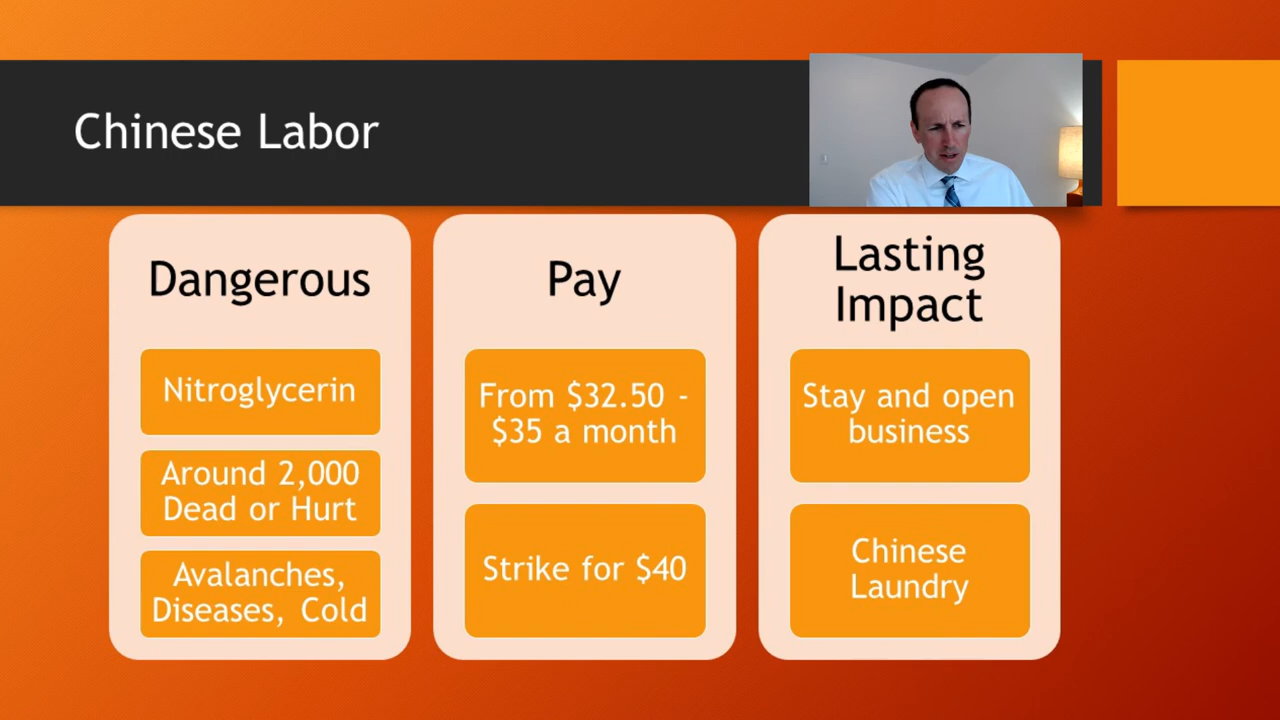 Chinese Labor
Dangerous
Nitroglycerin
Around 2,000
Dead or Hurt
Avalanches,
Diseases, Cold
Pay
From $32.50 -
$35 a month
Strike for $40
Lasting
Impact
Stay and open
business
Chinese
Laundry